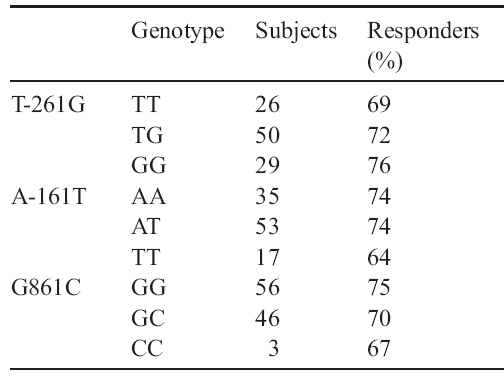 Genotype Subjects Responders
(%)
T-261G TT 26 69
TG 50 72
GG 29 76
A-161T AA 35 74
AT 53 74
TT 17 64
G861C GG 56 75
GC 46 70
CC 3 67